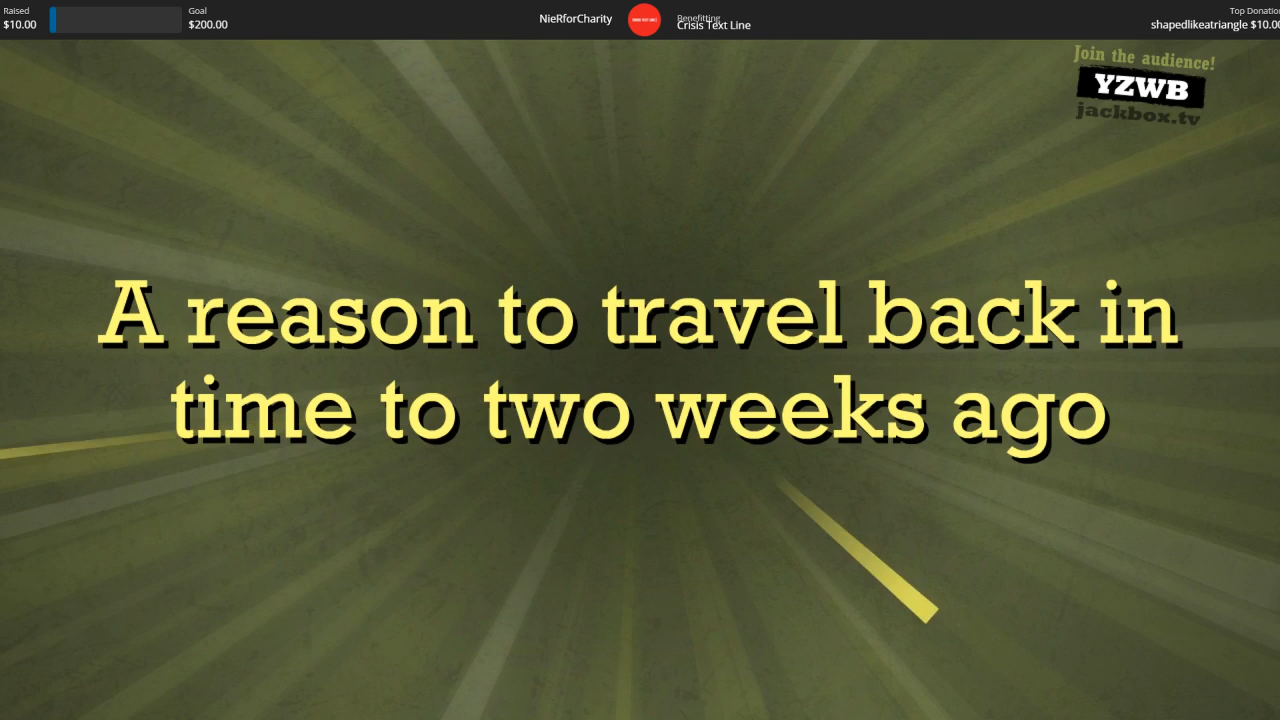 Raised
$10.00
Goal
$200.00
NieRforCharity
Benefitting
Crisis Text Line
Top Donation
shapedlikeatriangle $10.00
Join the audience!
YZWB
jackbox.tv
A reason to travel back in
time to two weeks ago